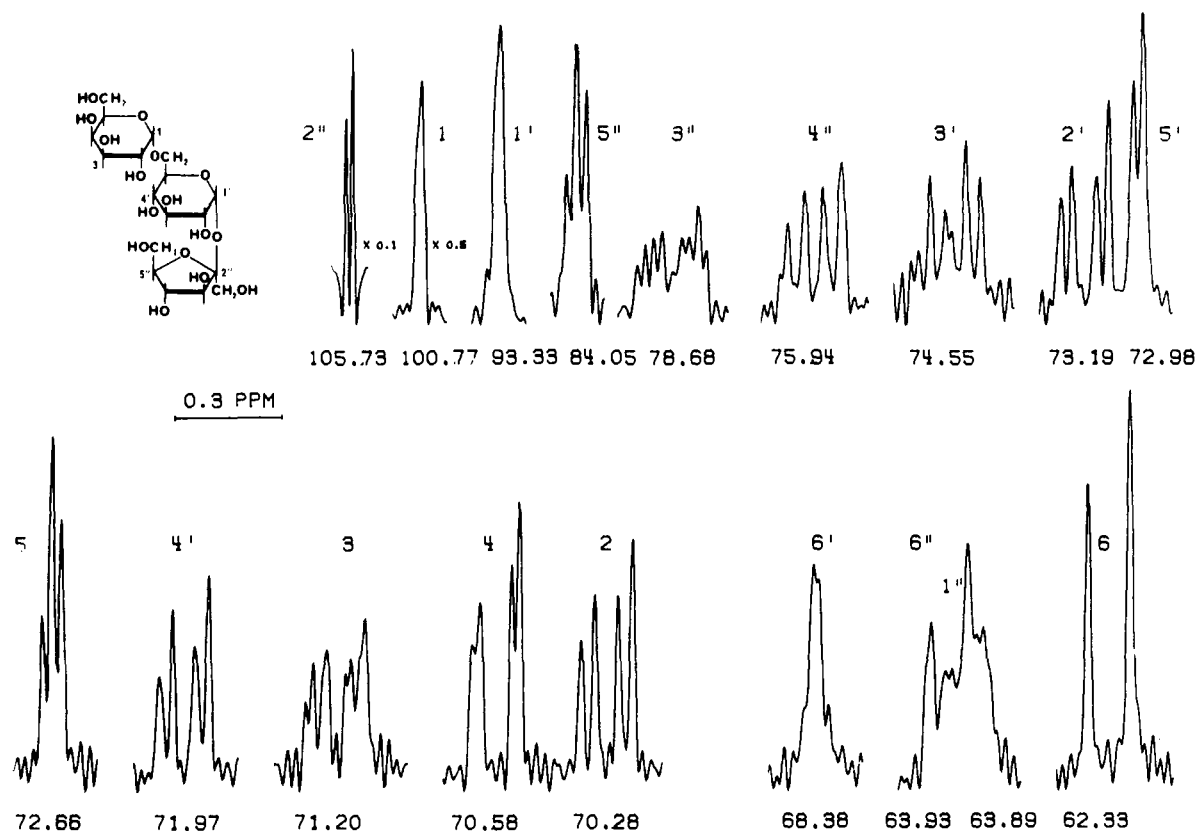 HOCH2
O
HO
OH
1
3
HO
OCH2
O
4'
OH
HO
1'
HOO
HOCH2
O
5"
HO
2"
CH2OH
HO
2" 1 1' 5" 3" 4" 3' 2' 5'
x 0.1 x 0.5
105.73 100.77 93.33 84.05 78.68 75.94 74.55 73.19 72.98
0.3 PPM
5 4' 3 4 2 6' 6" 1" 6
72.66 71.97 71.20 70.58 70.28 68.38 63.93 63.89 62.33